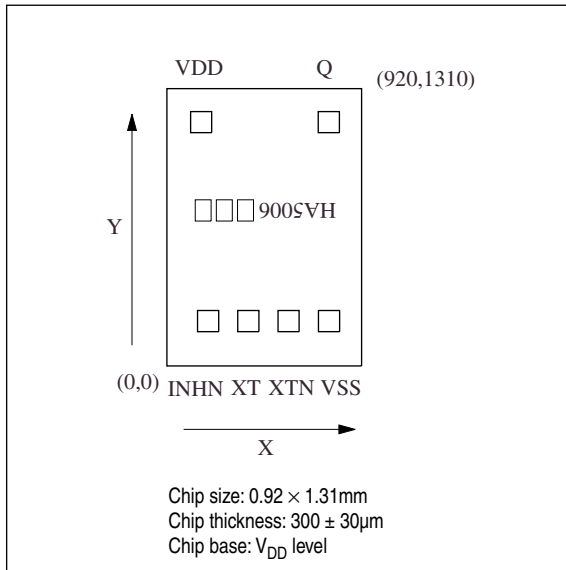 VDD Q (920,1310)
HA5006
Y
(0,0) INHN XT XTN VSS
X
Chip size: 0.92 × 1.31mm
Chip thickness: 300 ± 30µm
Chip base: V_DD level